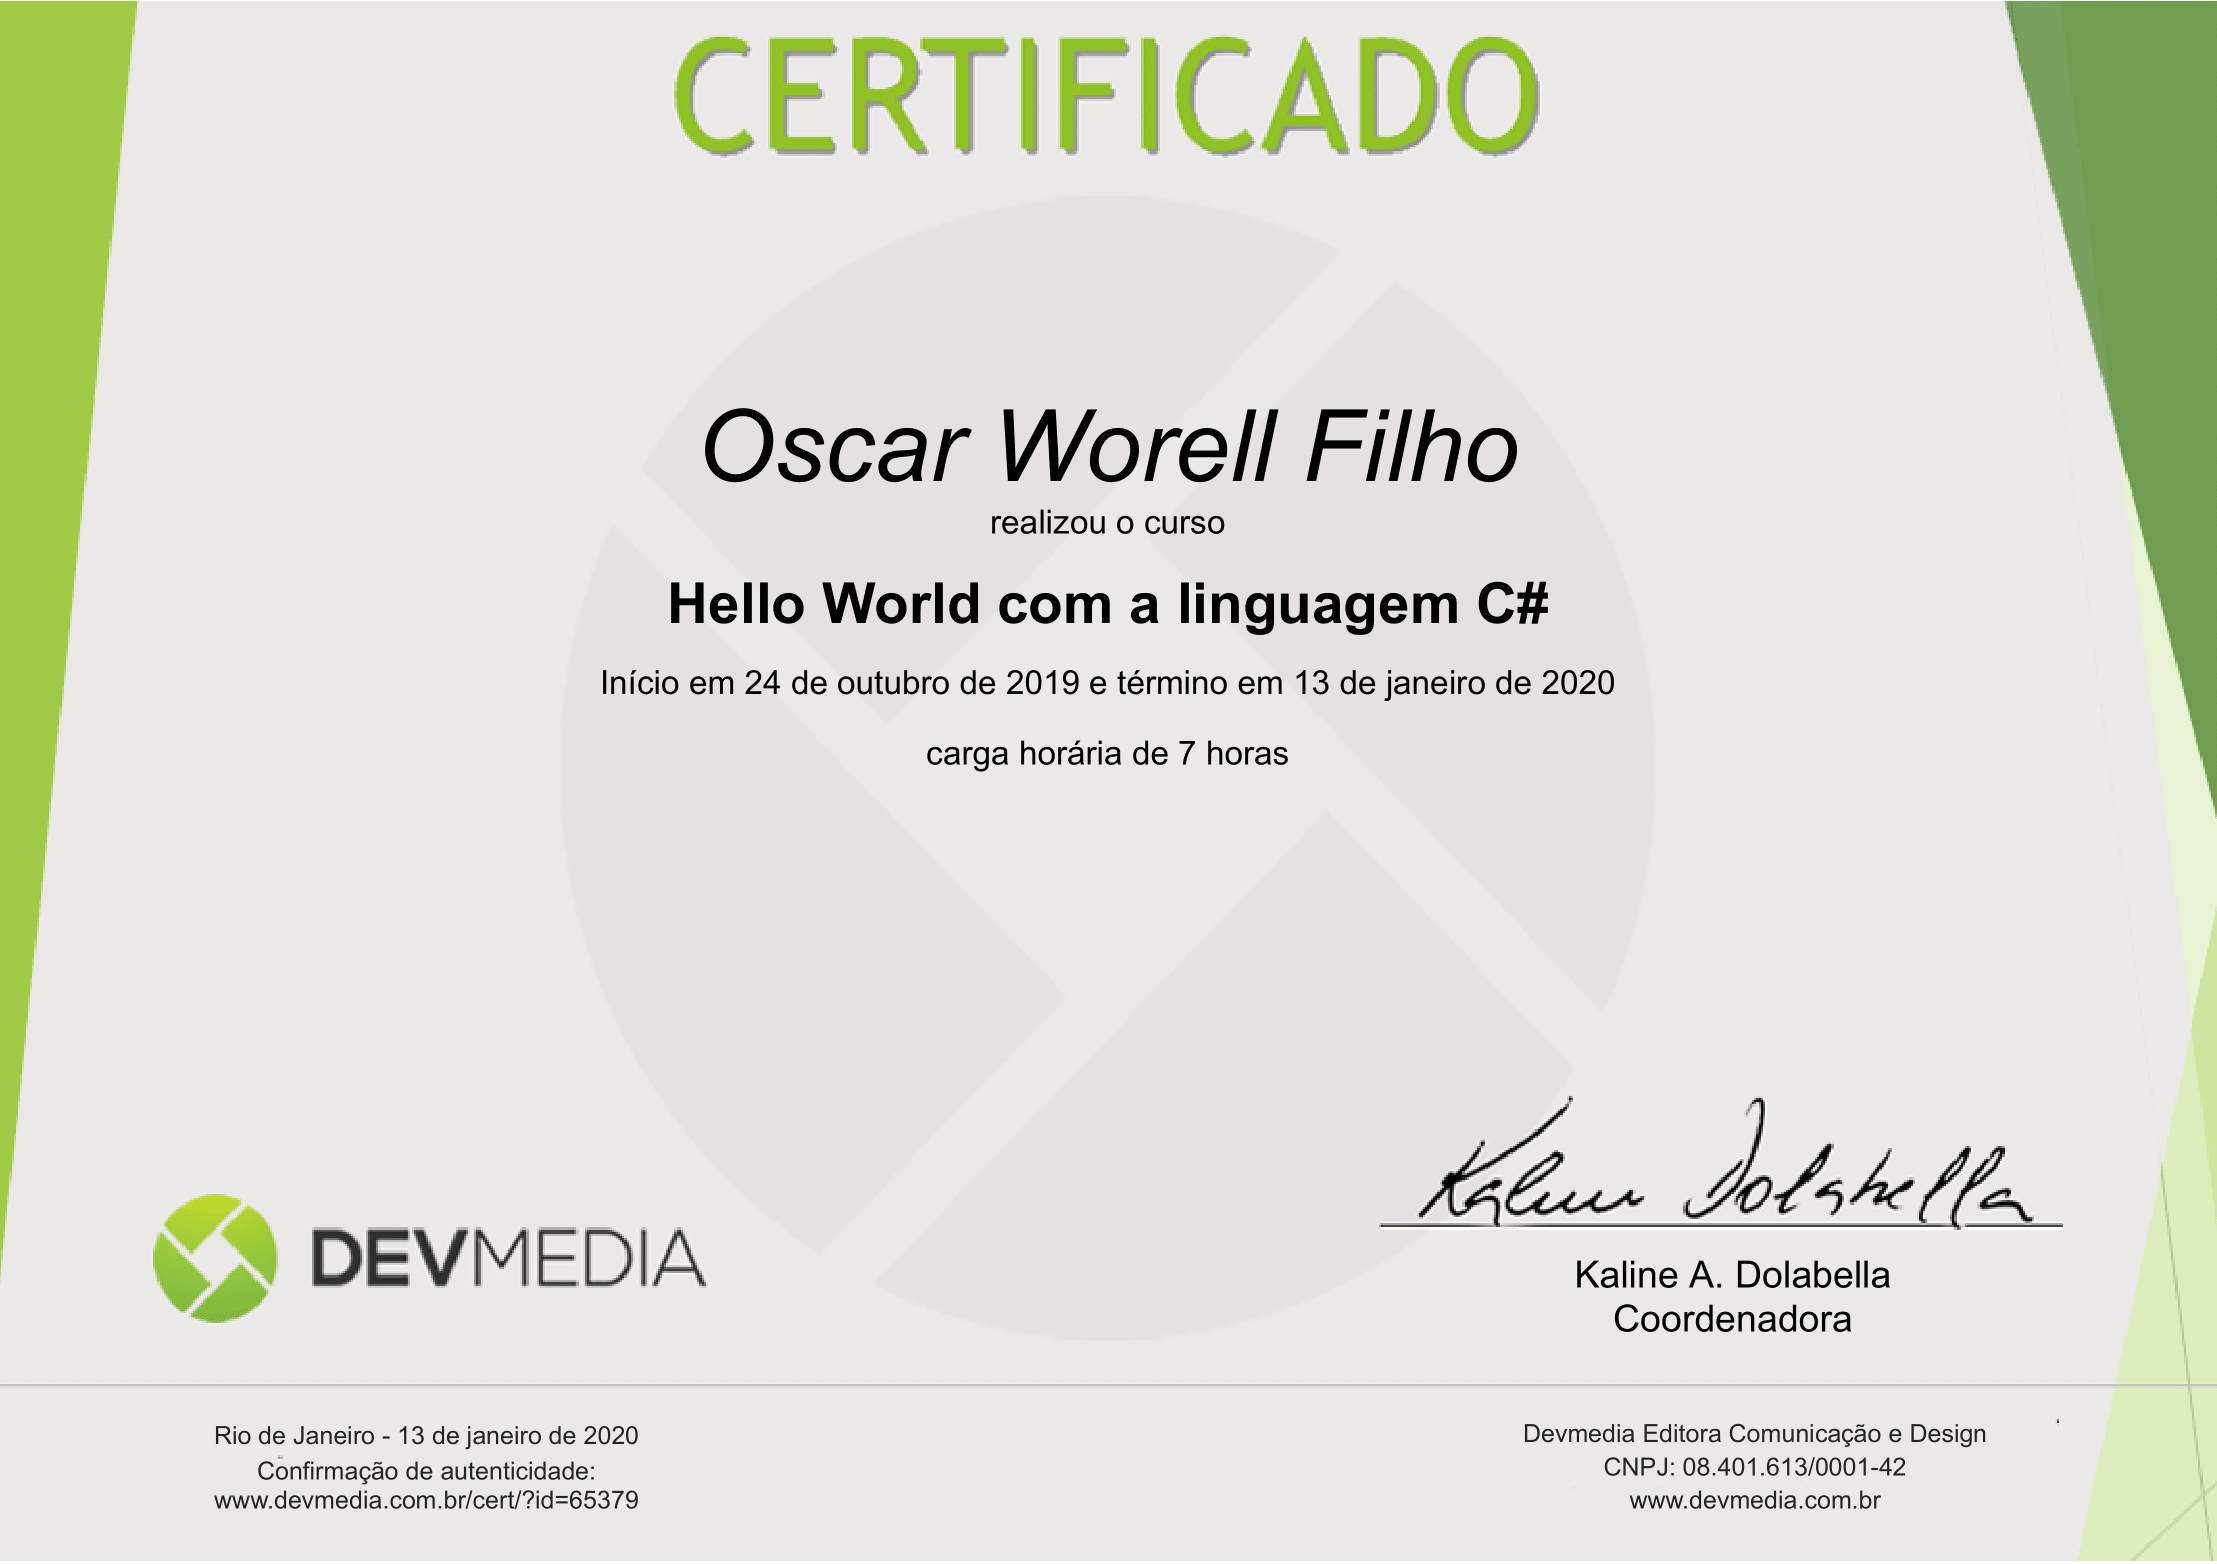 CERTIFICADO
Oscar Worell Filho
realizou o curso
Hello World com a linguagem C#
Início em 24 de outubro de 2019 e término em 13 de janeiro de 2020
carga horária de 7 horas
Kaline Dolabella
DEVMEDIA
Kaline A. Dolabella
Coordenadora
Rio de Janeiro - 13 de janeiro de 2020
Confirmação de autenticidade:
www.devmedia.com.br/cert/?id=65379
Devmedia Editora Comunicação e Design
CNPJ: 08.401.613/0001-42
www.devmedia.com.br